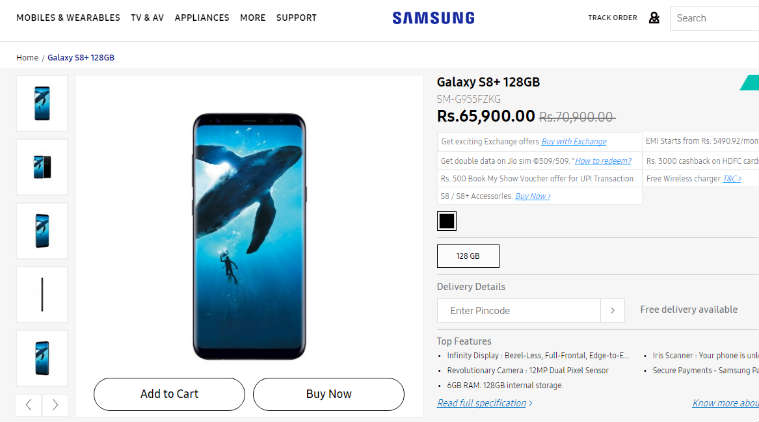 MOBILES & WEARABLES TV & AV APPLIANCES MORE SUPPORT SAMSUNG TRACK ORDER Search
Home / Galaxy S8+ 128GB
Galaxy S8+ 128GB
SM-G955FZKG
Rs.65,900.00 Rs.70,900.00
Get exciting Exchange offers Buy with Exchange
EMI Starts from Rs. 5490.92/mont
Get double data on Jio sim @309/509. *How to redeem?
Rs. 3000 cashback on HDFC card
Rs. 500 Book My Show Voucher offer for UPI Transaction
Free Wireless charger T&C >
S8 / S8+ Accessories. Buy Now >
128 GB
Delivery Details
Enter Pincode > Free delivery available
Top Features
• Infinity Display : Bezel-Less, Full-Frontal, Edge-to-E...
• Iris Scanner : Your phone is unl
• Revolutionary Camera : 12MP Dual Pixel Sensor
• Secure Payments - Samsung Pa
• 6GB RAM. 128GB internal storage.
Read full specification >
Know more abou
Add to Cart Buy Now